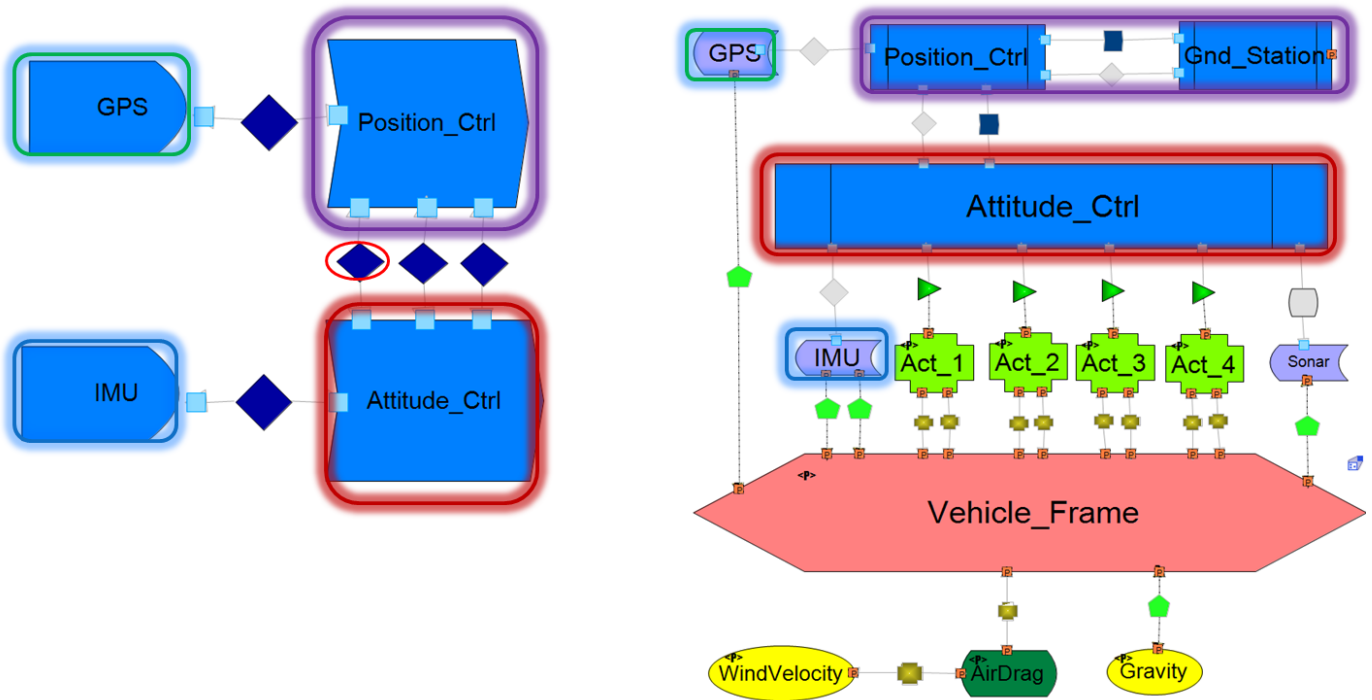 GPS
Position_Ctrl
IMU
Attitude_Ctrl
GPS
Position_Ctrl
Gnd_Station
P
Attitude_Ctrl
IMU
<P>
Act_1
<P>
Act_2
<P>
Act_3
<P>
Act_4
Sonar
<P>
Vehicle_Frame
<P>
WindVelocity
<P>
AirDrag
<P>
Gravity